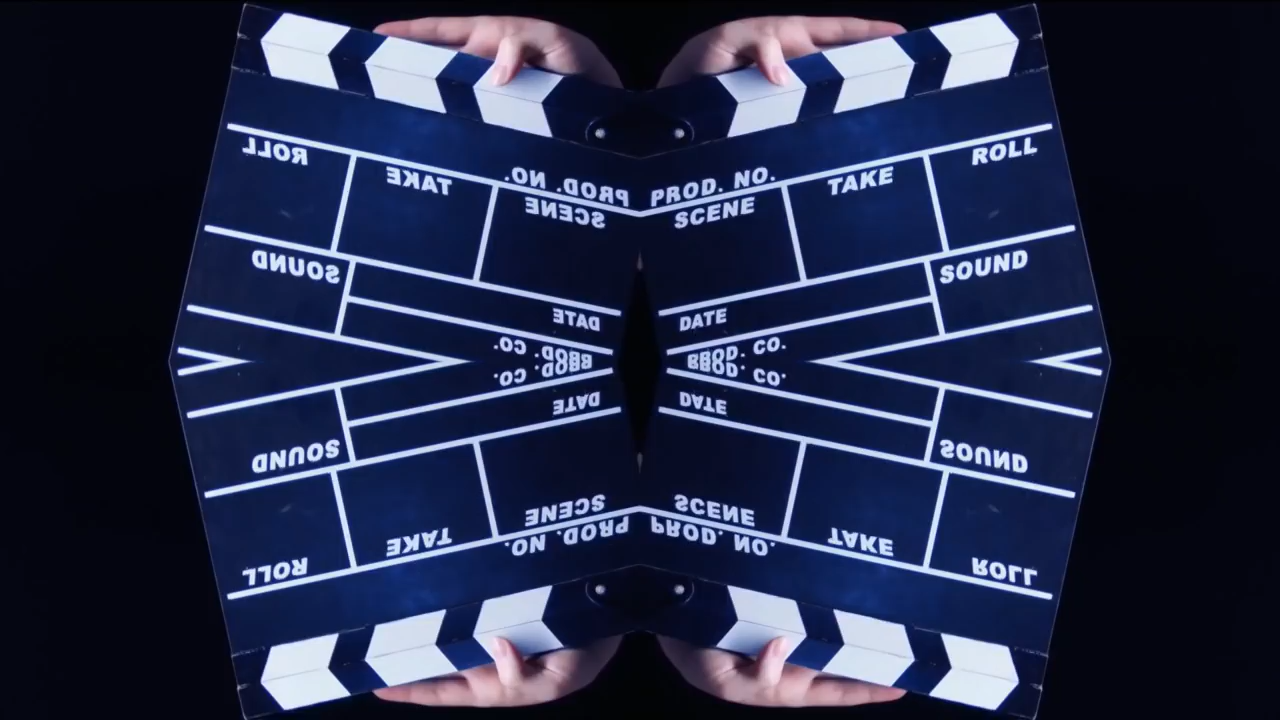 PROD. NO. PROD. NO.
ROLL TAKE SCENE SCENE TAKE ROLL
SOUND SOUND
DATE DATE
PROD. CO. PROD. CO.
PROD. CO. PROD. CO.
DATE DATE
SOUND SOUND
ROLL TAKE SCENE SCENE TAKE ROLL
PROD. NO. PROD. NO.